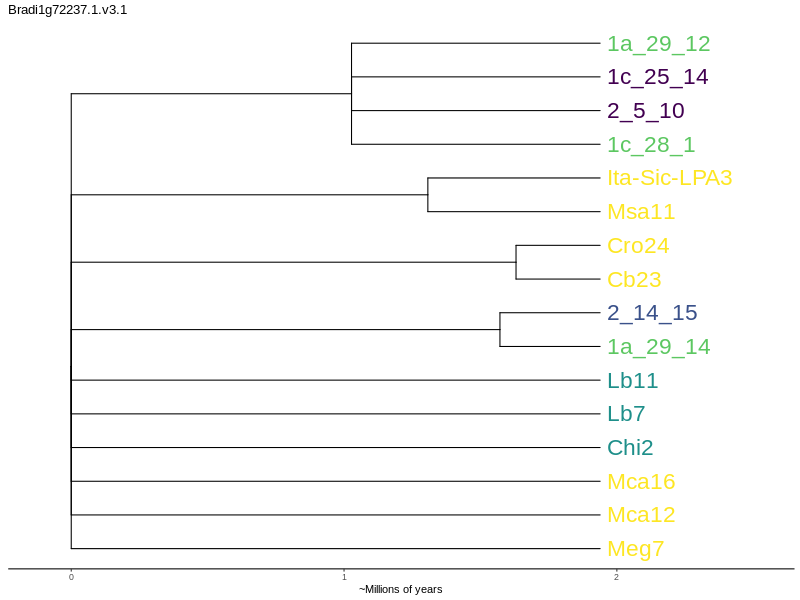 Bradi1g72237.1.v3.1
1a_29_12
1c_25_14
2_5_10
1c_28_1
Ita-Sic-LPA3
Msa11
Cro24
Cb23
2_14_15
1a_29_14
Lb11
Lb7
Chi2
Mca16
Mca12
Meg7
0 1 2
~Millions of years